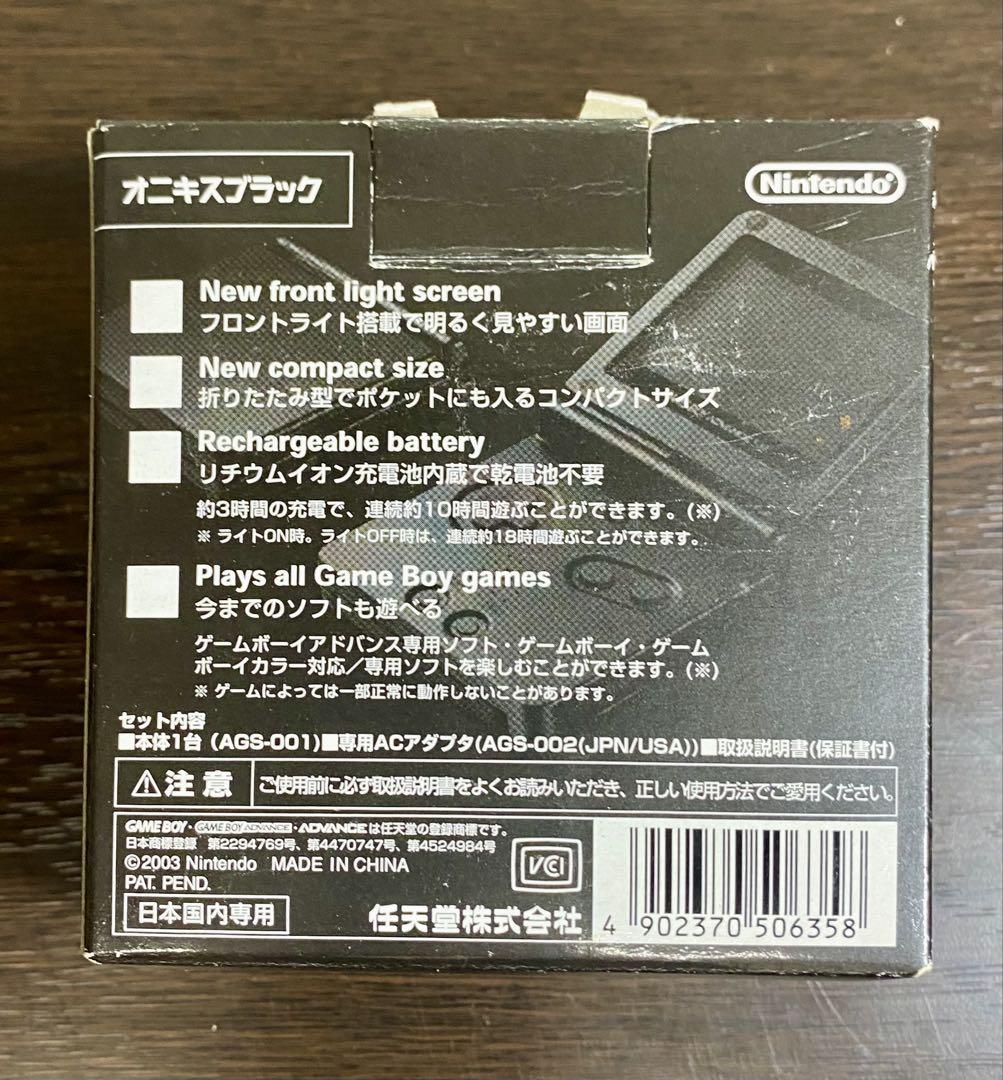 オニキスブラック
Nintendo®
New front light screen
フロントライト搭載で明るく見やすい画面
New compact size
折りたたみ型でポケットにも入るコンパクトサイズ
Rechargeable battery
リチウムイオン充電池内蔵で乾電池不要
約3時間の充電で、連続約10時間遊ぶことができます。(※)
※ ライトON時。ライトOFF時は、連続約18時間遊ぶことができます。
Plays all Game Boy games
今までのソフトも遊べる
ゲームボーイアドバンス専用ソフト・ゲームボーイ・ゲーム
ボーイカラー対応／専用ソフトを楽しむことができます。(※)
※ ゲームによっては一部正常に動作しないことがあります。
セット内容
■本体1台（AGS-001)■専用ACアダプタ(AGS-002(JPN/USA))■取扱説明書(保証書付)
⚠注意 ご使用前に必ず取扱説明書をよくお読みいただき、正しい使用方法でご愛用ください。
GAME BOY・GAME BOY ADVANCE・ADVANCEは任天堂の登録商標です。
日本商標登録 第2294769号、第4470747号、第4524984号
©2003 Nintendo MADE IN CHINA
PAT. PEND.
VCI
日本国内専用
任天堂株式会社
4 902370 506358